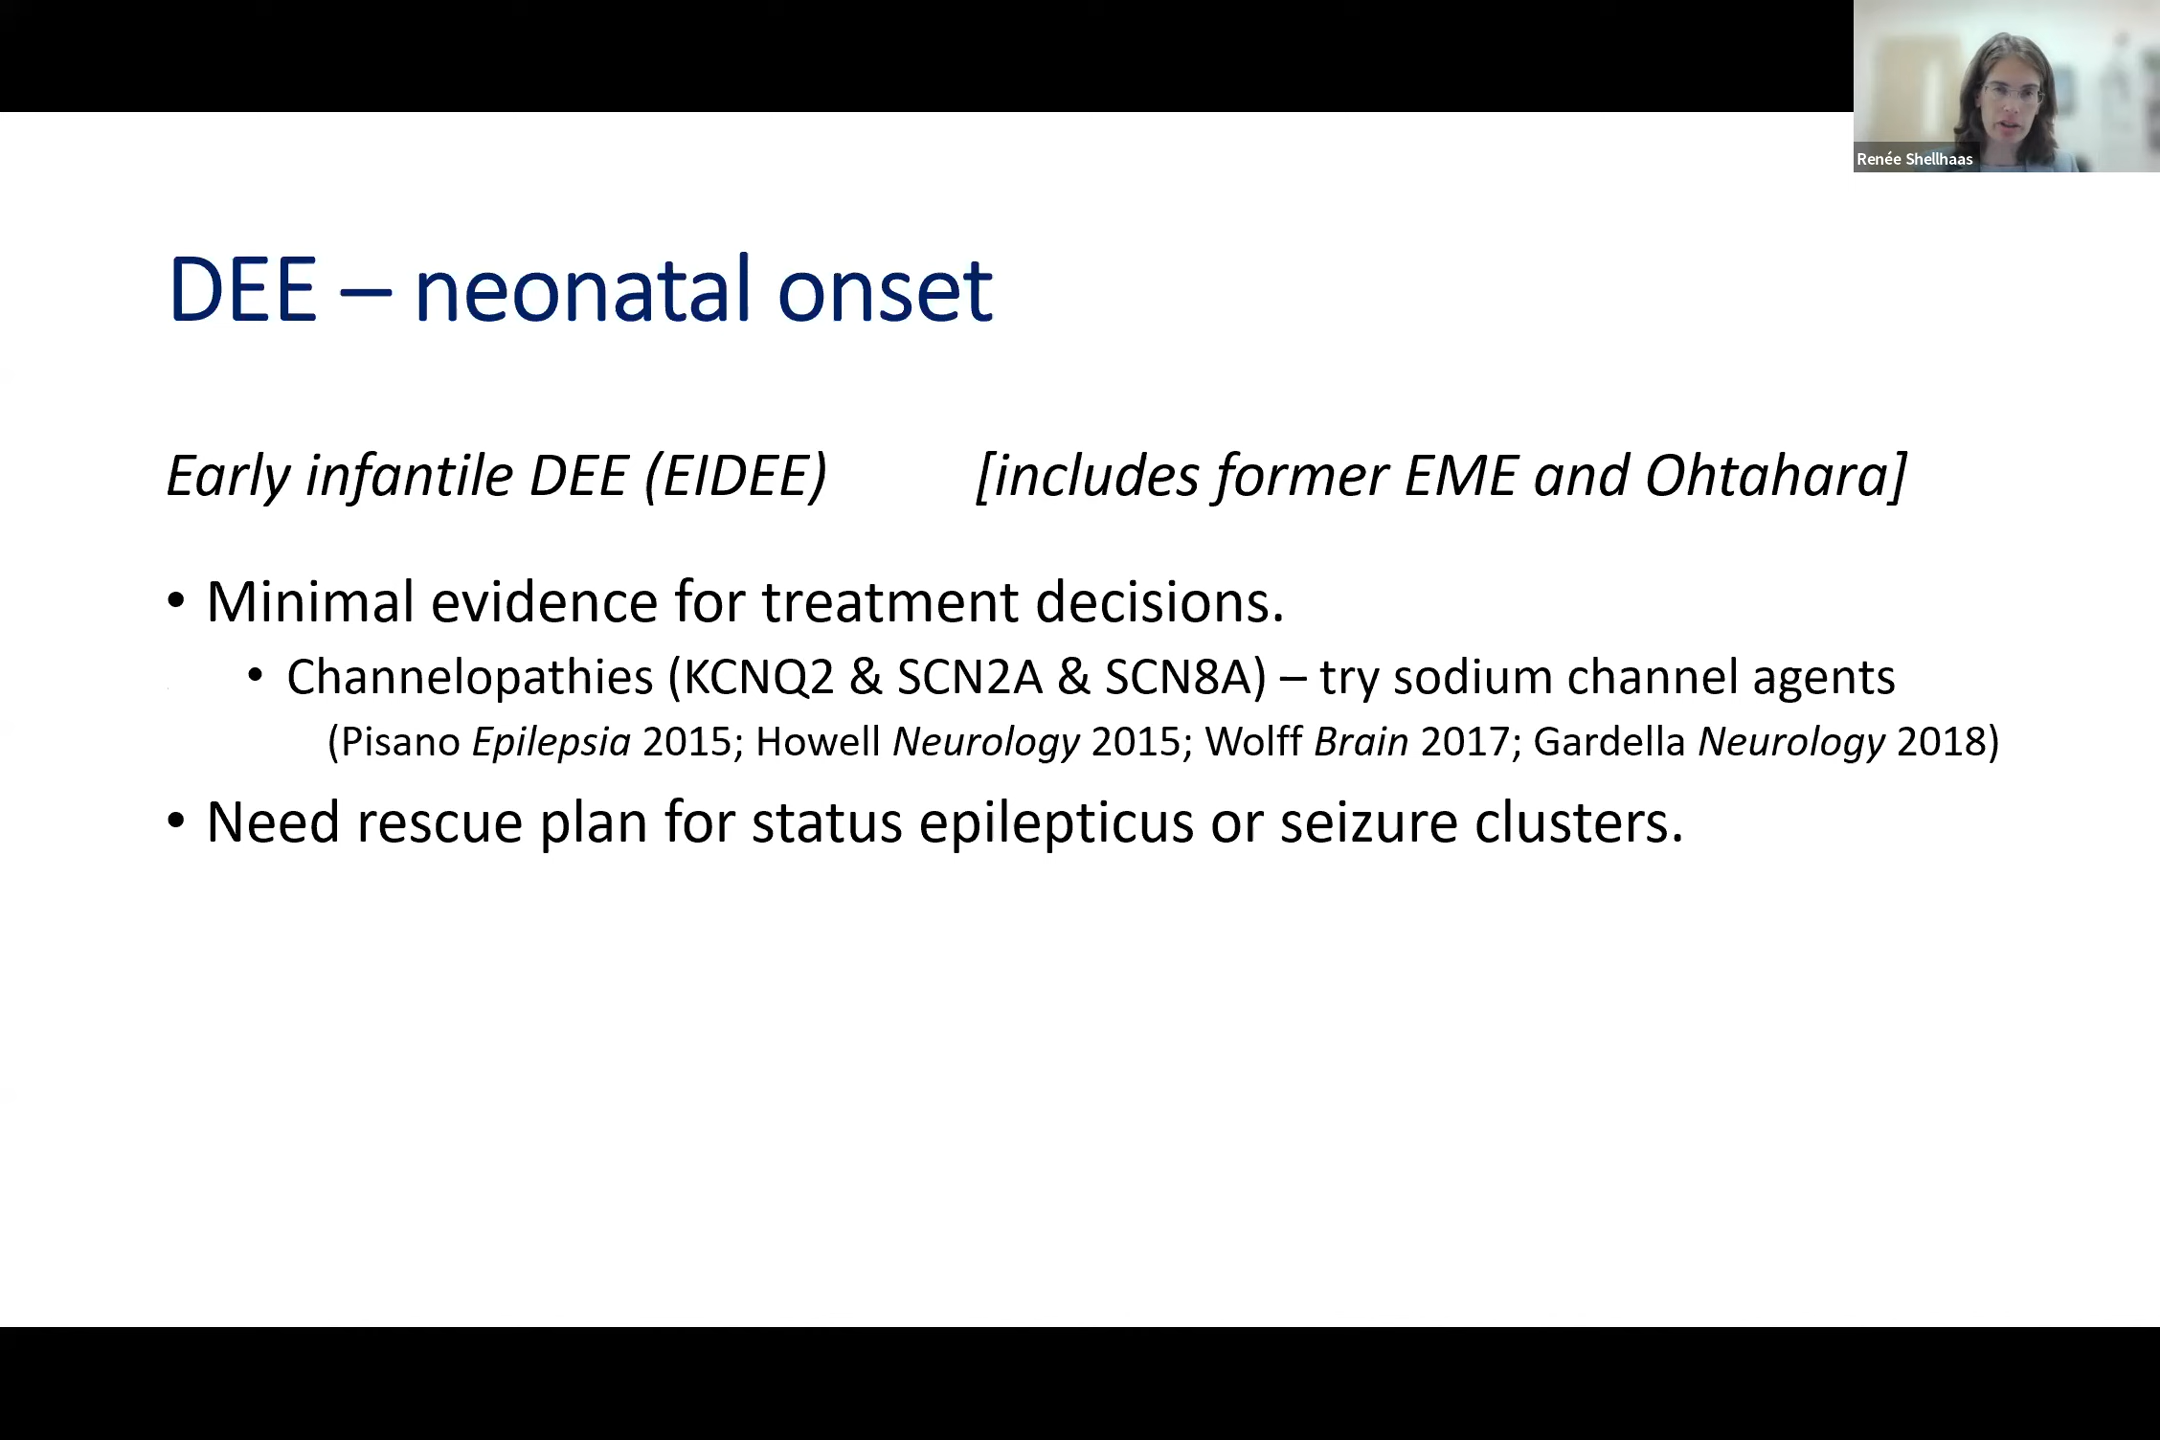 Renée Shellhaas
DEE – neonatal onset
Early infantile DEE (EIDEE) [includes former EME and Ohtahara]
• Minimal evidence for treatment decisions.
• Channelopathies (KCNQ2 & SCN2A & SCN8A) – try sodium channel agents
(Pisano Epilepsia 2015; Howell Neurology 2015; Wolff Brain 2017; Gardella Neurology 2018)
• Need rescue plan for status epilepticus or seizure clusters.